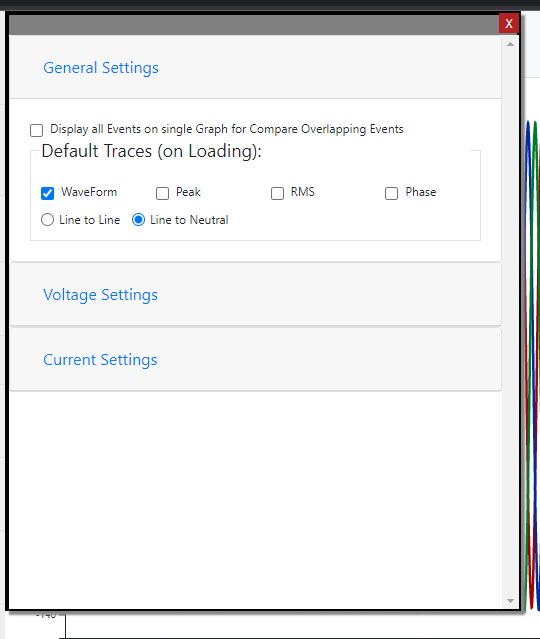 X
General Settings
Display all Events on single Graph for Compare Overlapping Events
Default Traces (on Loading):
WaveForm Peak RMS Phase
Line to Line Line to Neutral
Voltage Settings
Current Settings